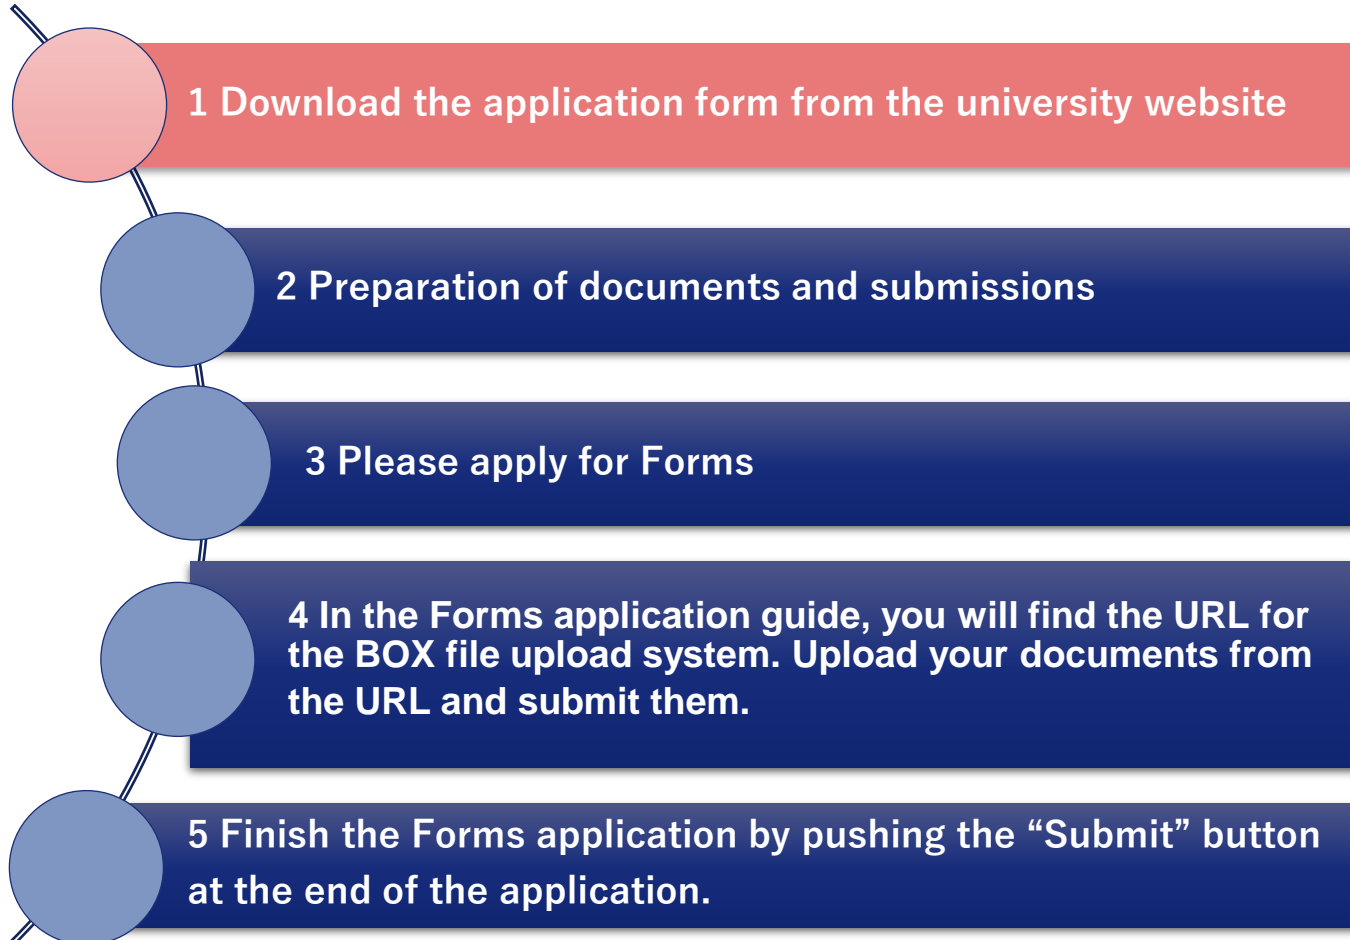 1 Download the application form from the university website
2 Preparation of documents and submissions
3 Please apply for Forms
4 In the Forms application guide, you will find the URL for
the BOX file upload system. Upload your documents from
the URL and submit them.
5 Finish the Forms application by pushing the “Submit” button
at the end of the application.